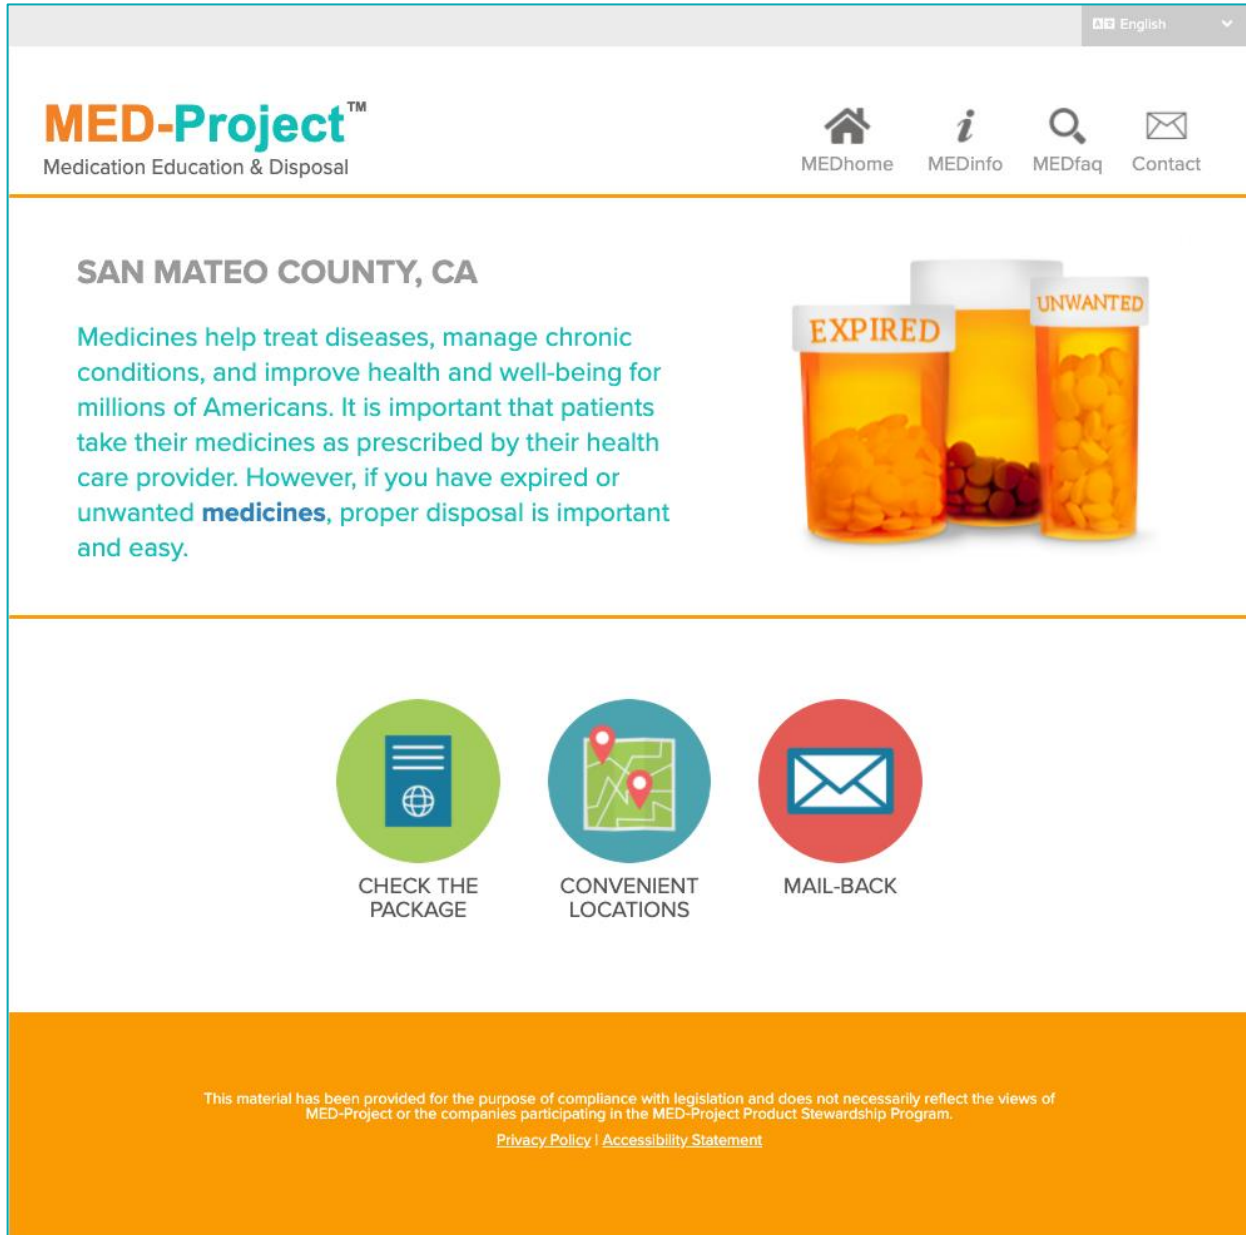 English
MED-Project™
Medication Education & Disposal
MEDhome
MEDinfo
MEDfaq
Contact
SAN MATEO COUNTY, CA
Medicines help treat diseases, manage chronic
conditions, and improve health and well-being for
millions of Americans. It is important that patients
take their medicines as prescribed by their health
care provider. However, if you have expired or
unwanted medicines, proper disposal is important
and easy.
EXPIRED
UNWANTED
CHECK THE
PACKAGE
CONVENIENT
LOCATIONS
MAIL-BACK
This material has been provided for the purpose of compliance with legislation and does not necessarily reflect the views of
MED-Project or the companies participating in the MED-Project Product Stewardship Program.
Privacy Policy | Accessibility Statement